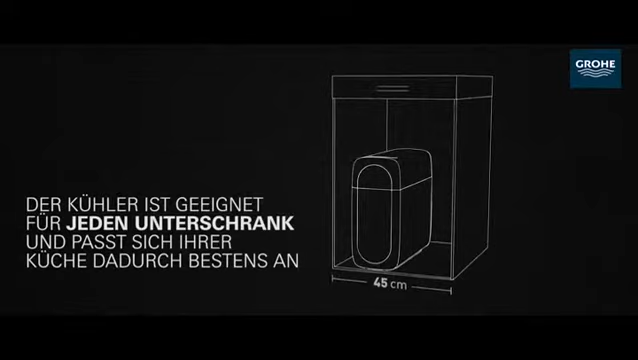 GROHE
DER KÜHLER IST GEEIGNET
FÜR JEDEN UNTERSCHRANK
UND PASST SICH IHRER
KÜCHE DADURCH BESTENS AN
45 cm